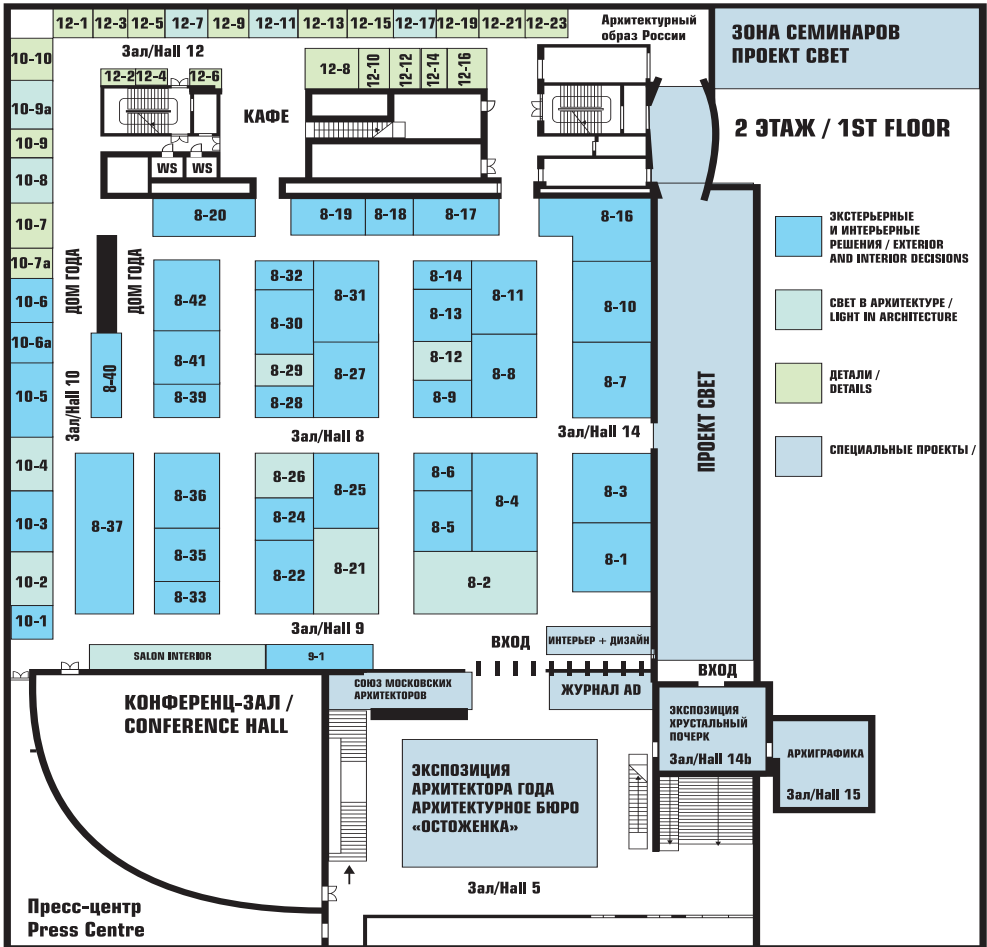 12-1 12-3 12-5 12-7 12-9 12-11 12-13 12-15 12-17 12-19 12-21 12-23
Зал/Hall 12
Архитектурный
образ России
ЗОНА СЕМИНАРОВ
ПРОЕКТ СВЕТ
10-10
10-9a
10-9
10-8
10-7
10-7a
10-6
10-6a
10-5
10-4
10-3
10-2
10-1
12-2 12-4 12-6
12-8 12-10 12-12 12-14 12-16
КАФЕ
WS WS
2 ЭТАЖ / 1ST FLOOR
8-20 8-19 8-18 8-17 8-16
ДОМ ГОДА
ДОМ ГОДА
Зал/Hall 10
8-40
8-42
8-41
8-39
8-32
8-30
8-29
8-28
8-31
8-27
8-14
8-13
8-12
8-9
8-11
8-8
8-10
8-7
Зал/Hall 8
Зал/Hall 14
ПРОЕКТ СВЕТ
8-37
8-36
8-35
8-33
8-26
8-24
8-22
8-25
8-21
8-6
8-5
8-4
8-2
8-3
8-1
Зал/Hall 9
ВХОД
ИНТЕРЬЕР + ДИЗАЙН
SALON INTERIOR
9-1
ВХОД
ЭКСТЕРЬЕРНЫЕ
И ИНТЕРЬЕРНЫЕ
РЕШЕНИЯ / EXTERIOR
AND INTERIOR DECISIONS
СВЕТ В АРХИТЕКТУРЕ /
LIGHT IN ARCHITECTURE
ДЕТАЛИ /
DETAILS
СПЕЦИАЛЬНЫЕ ПРОЕКТЫ /
КОНФЕРЕНЦ-ЗАЛ /
CONFERENCE HALL
СОЮЗ МОСКОВСКИХ
АРХИТЕКТОРОВ
ЖУРНАЛ AD
ЭКСПОЗИЦИЯ
ХРУСТАЛЬНЫЙ
ПОЧЕРК
Зал/Hall 14b
АРХИГРАФИКА
Зал/Hall 15
ЭКСПОЗИЦИЯ
АРХИТЕКТОРА ГОДА
АРХИТЕКТУРНОЕ БЮРО
«ОСТОЖЕНКА»
Зал/Hall 5
Пресс-центр
Press Centre